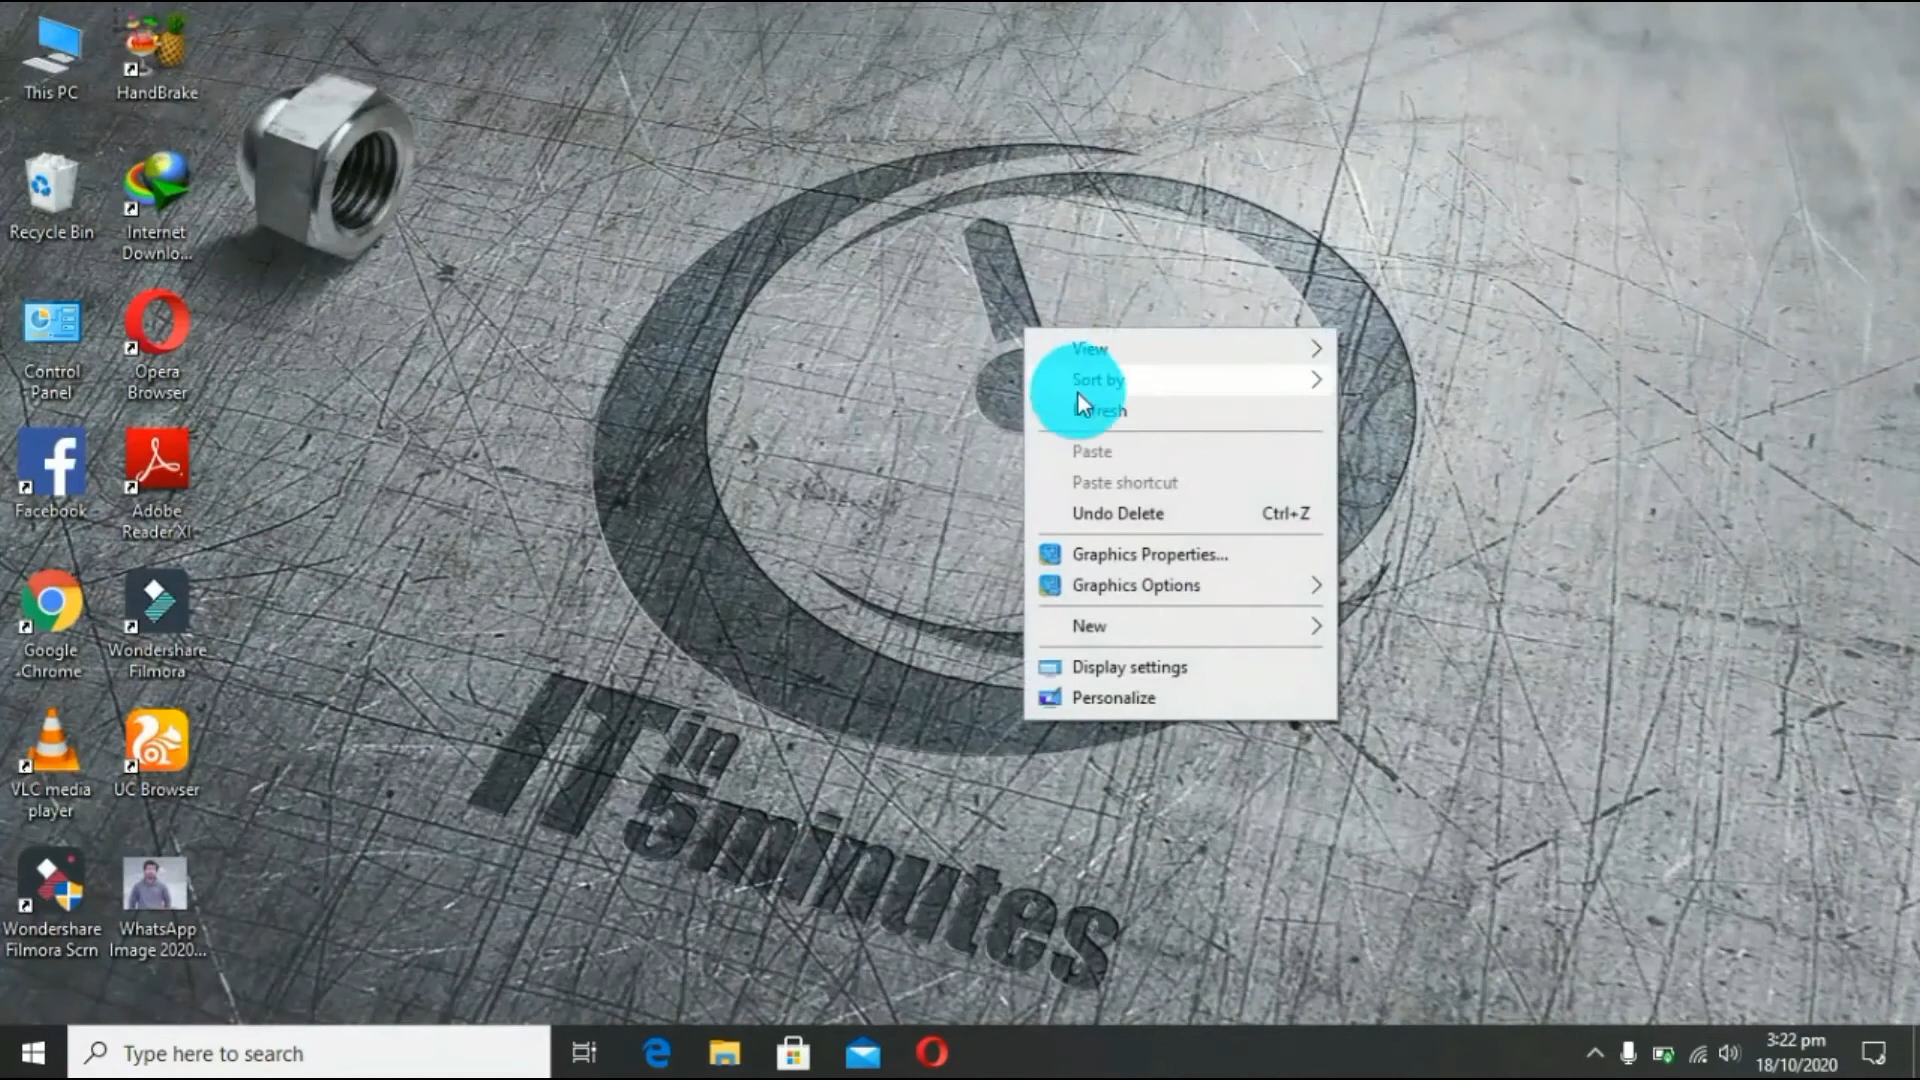 This PC
HandBrake
Recycle Bin
Internet
Downlo...
Control
Panel
Opera
Browser
Facebook
Adobe
Reader XI
Google
Chrome
Wondershare
Filmora
VLC media
player
UC Browser
Wondershare
Filmora Scrn
WhatsApp
Image 2020...
IT in
5minutes
View
Sort by
Refresh
Paste
Paste shortcut
Undo Delete Ctrl+Z
Graphics Properties...
Graphics Options
New
Display settings
Personalize
Type here to search
3:22 pm
18/10/2020